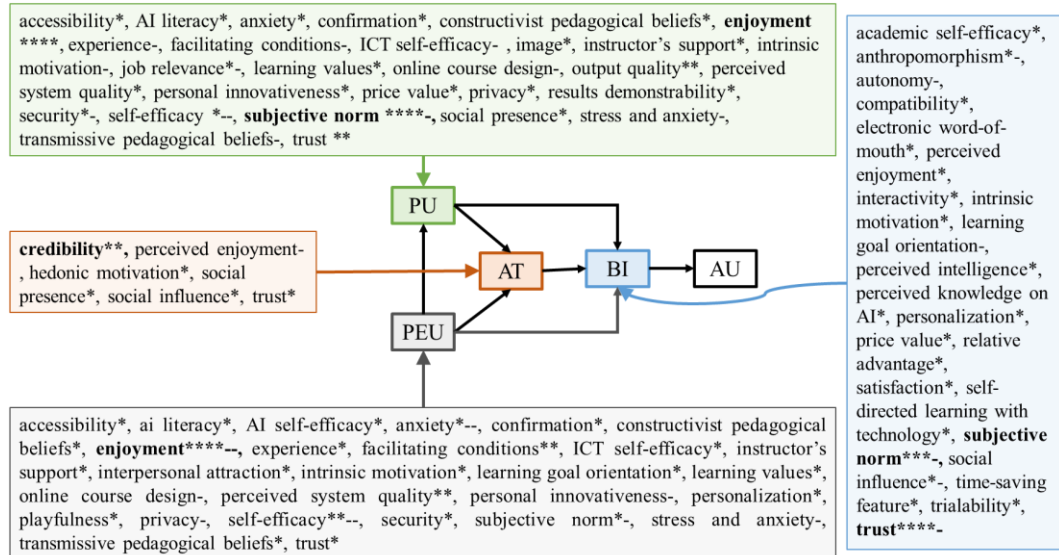 accessibility*, AI literacy*, anxiety*, confirmation*, constructivist pedagogical beliefs*, enjoyment
****, experience-, facilitating conditions-, ICT self-efficacy- , image*, instructor's support*, intrinsic
motivation-, job relevance*-, learning values*, online course design-, output quality**, perceived
system quality*, personal innovativeness*, price value*, privacy*, results demonstrability*,
security*-, self-efficacy *--, subjective norm ****-, social presence*, stress and anxiety-,
transmissive pedagogical beliefs-, trust **
academic self-efficacy*,
anthropomorphism*-,
autonomy-,
compatibility*,
electronic word-of-
mouth*, perceived
enjoyment*,
interactivity*, intrinsic
motivation*, learning
goal orientation-,
perceived intelligence*,
perceived knowledge on
AI*, personalization*,
price value*, relative
advantage*,
satisfaction*, self-
directed learning with
technology*, subjective
norm***-, social
influence*-, time-saving
feature*, trialability*,
trust****-
PU
credibility**, perceived enjoyment-
, hedonic motivation*, social
presence*, social influence*, trust*
AT
BI
AU
PEU
accessibility*, ai literacy*, AI self-efficacy*, anxiety*--, confirmation*, constructivist pedagogical
beliefs*, enjoyment****--, experience*, facilitating conditions**, ICT self-efficacy*, instructor's
support*, interpersonal attraction*, intrinsic motivation*, learning goal orientation*, learning values*,
online course design-, perceived system quality**, personal innovativeness-, personalization*,
playfulness*, privacy-, self-efficacy**--, security*, subjective norm*-, stress and anxiety-,
transmissive pedagogical beliefs*, trust*